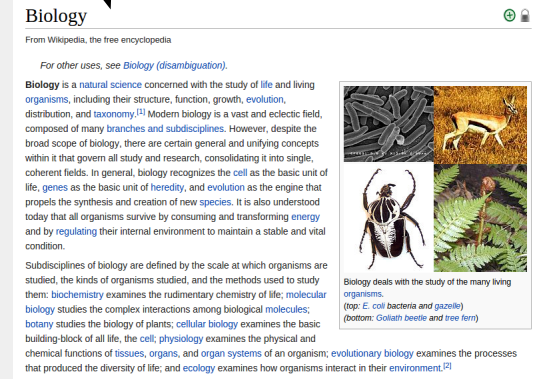 Biology
From Wikipedia, the free encyclopedia
For other uses, see Biology (disambiguation).
Biology is a natural science concerned with the study of life and living
organisms, including their structure, function, growth, evolution,
distribution, and taxonomy.[1] Modern biology is a vast and eclectic field,
composed of many branches and subdisciplines. However, despite the
broad scope of biology, there are certain general and unifying concepts
within it that govern all study and research, consolidating it into single,
coherent fields. In general, biology recognizes the cell as the basic unit of
life, genes as the basic unit of heredity, and evolution as the engine that
propels the synthesis and creation of new species. It is also understood
today that all organisms survive by consuming and transforming energy
and by regulating their internal environment to maintain a stable and vital
condition.
Subdisciplines of biology are defined by the scale at which organisms are
studied, the kinds of organisms studied, and the methods used to study
them: biochemistry examines the rudimentary chemistry of life; molecular
biology studies the complex interactions among biological molecules;
botany studies the biology of plants; cellular biology examines the basic
building-block of all life, the cell; physiology examines the physical and
chemical functions of tissues, organs, and organ systems of an organism; evolutionary biology examines the processes
that produced the diversity of life; and ecology examines how organisms interact in their environment.[2]
Biology deals with the study of the many living
organisms.
(top: E. coli bacteria and gazelle)
(bottom: Goliath beetle and tree fern)